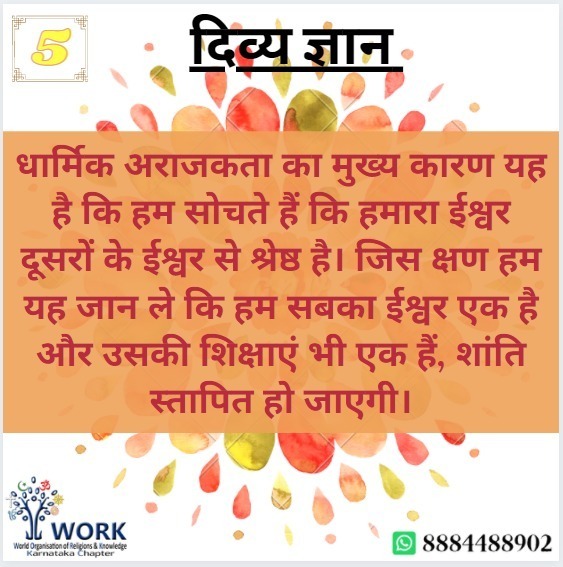 5
दिव्य ज्ञान
धार्मिक अराजकता का मुख्य कारण यह
है कि हम सोचते हैं कि हमारा ईश्वर
दूसरों के ईश्वर से श्रेष्ठ है। जिस क्षण हम
यह जान ले कि हम सबका ईश्वर एक है
और उसकी शिक्षाएं भी एक हैं, शांति
स्तापित हो जाएगी।
WORK
World Organisation of Religions & Knowledge
Karnataka Chapter
8884488902